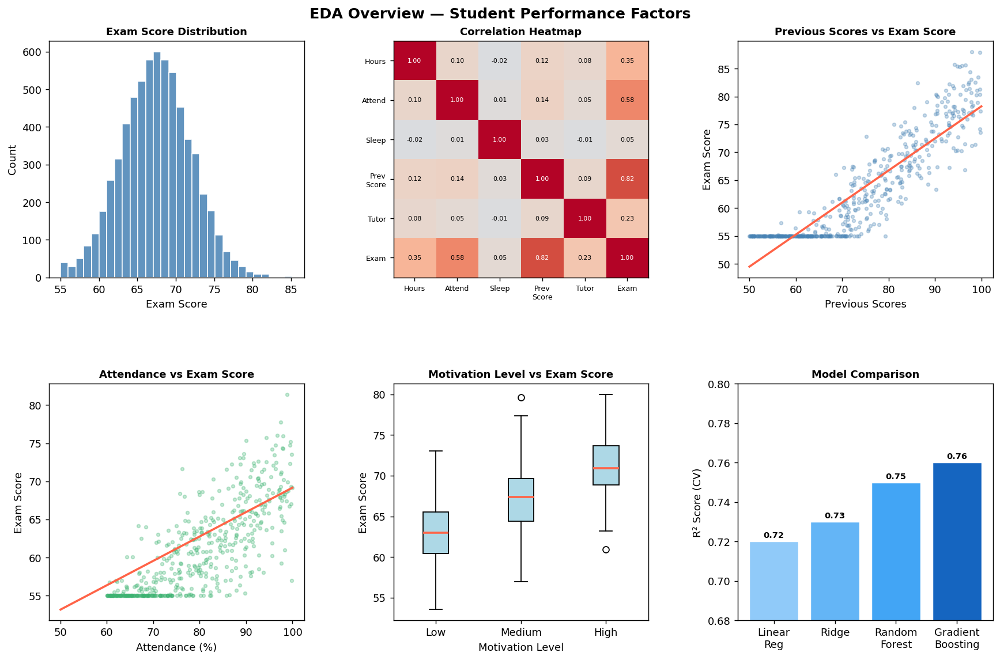 EDA Overview — Student Performance Factors
Exam Score Distribution
600
500
400
300
200
100
0
Count
55 60 65 70 75 80 85
Exam Score
Correlation Heatmap
Hours 1.00 0.10 -0.02 0.12 0.08 0.35
Attend 0.10 1.00 0.01 0.14 0.05 0.58
Sleep -0.02 0.01 1.00 0.03 -0.01 0.05
Prev
Score
0.12 0.14 0.03 1.00 0.09 0.82
Tutor 0.08 0.05 -0.01 0.09 1.00 0.23
Exam 0.35 0.58 0.05 0.82 0.23 1.00
Hours Attend Sleep Prev Tutor Exam
Score
Previous Scores vs Exam Score
85
80
75
70
65
60
55
50
Exam Score
50 60 70 80 90 100
Previous Scores
Attendance vs Exam Score
80
75
70
65
60
55
Exam Score
50 60 70 80 90 100
Attendance (%)
Motivation Level vs Exam Score
80
75
70
65
60
55
Exam Score
Low Medium High
Motivation Level
Model Comparison
0.80
0.78
0.76
0.74
0.72
0.70
0.68
R² Score (CV)
0.72
0.73
0.75
0.76
Linear
Reg
Ridge
Random
Forest
Gradient
Boosting